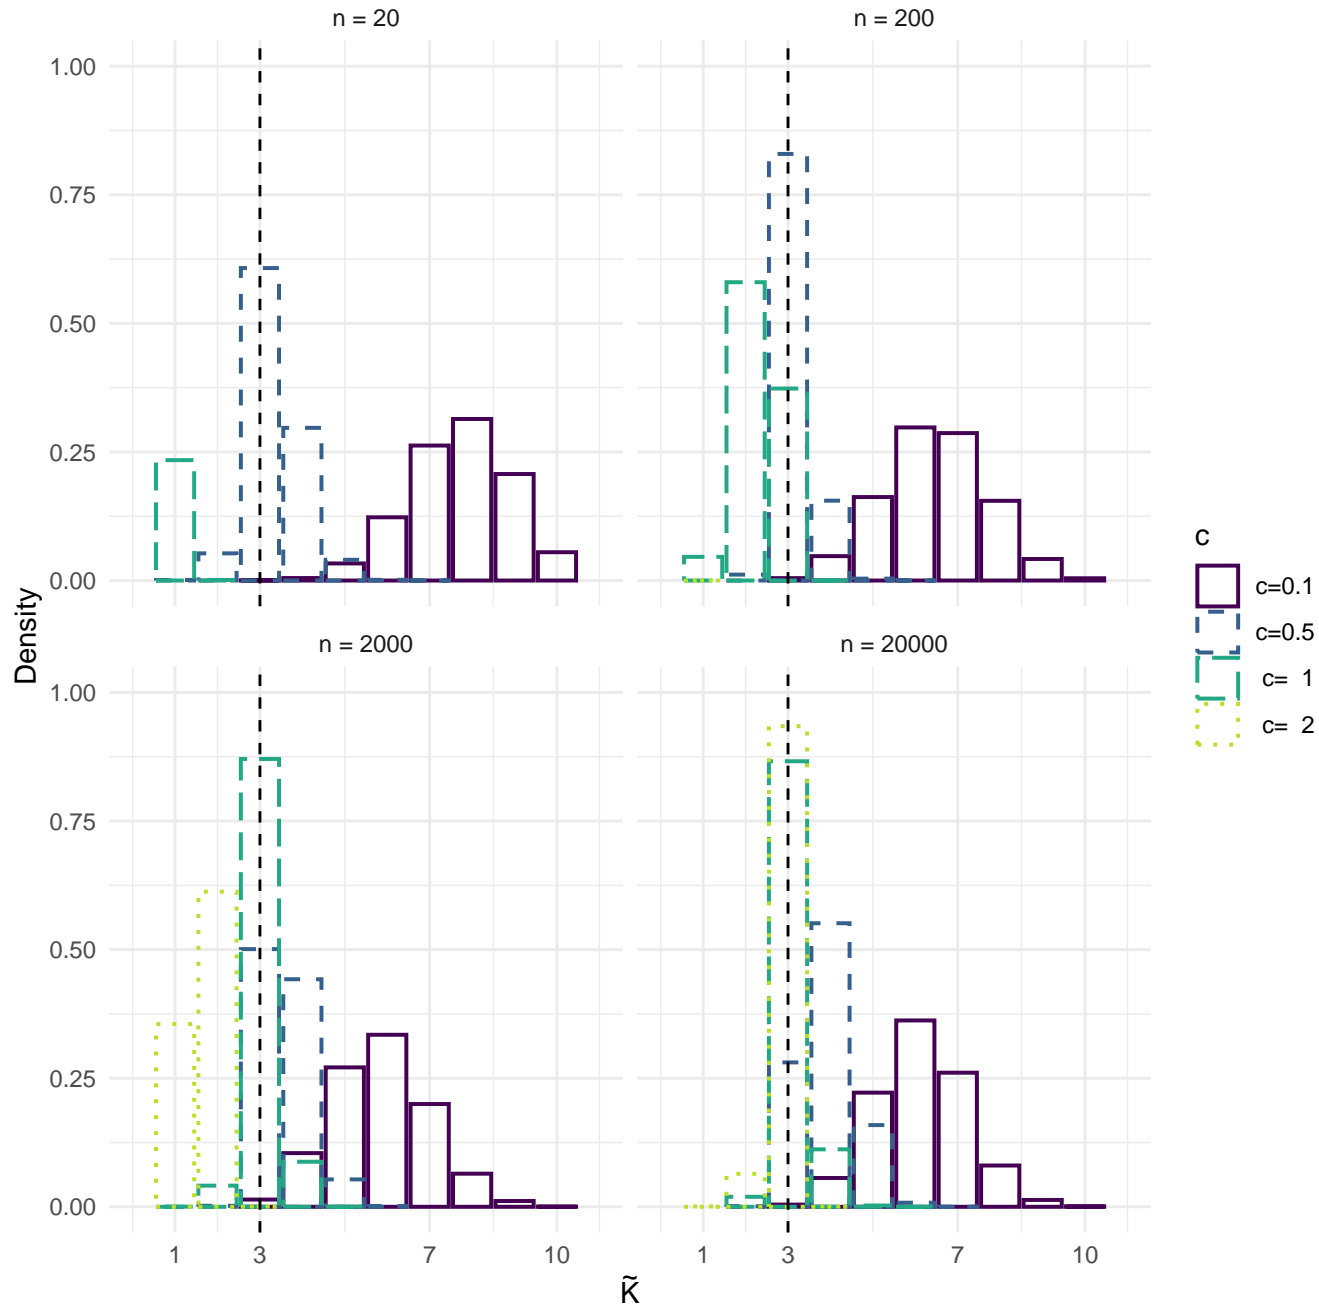 n = 20
n = 200
1.00
0.75
0.50
0.25
0.00
n = 2000
n = 20000
1.00
0.75
0.50
0.25
0.00
1 3 7 10
1 3 7 10
K̃
Density
c
c=0.1
c=0.5
c= 1
c= 2